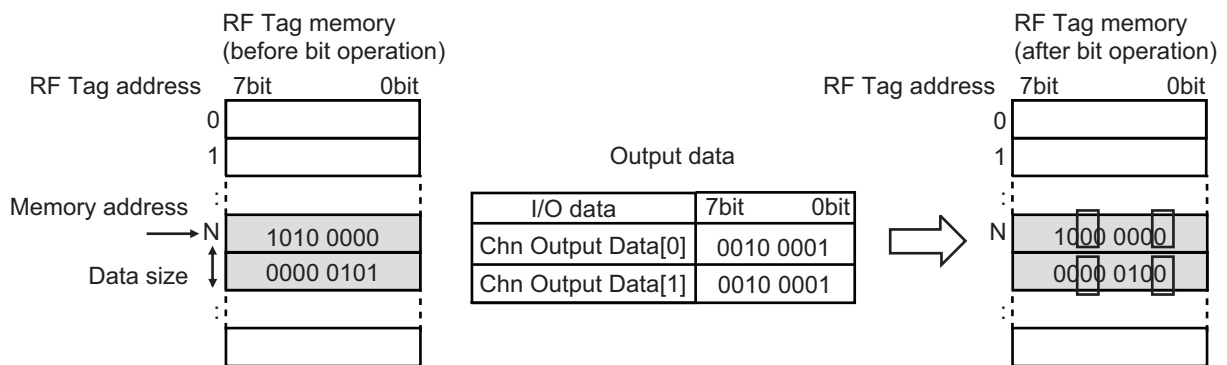 RF Tag memory
(before bit operation)
RF Tag address 7bit 0bit
0
1
:
Memory address
N 1010 0000
Data size 0000 0101
:
Output data
I/O data 7bit 0bit
Chn Output Data[0] 0010 0001
Chn Output Data[1] 0010 0001
RF Tag memory
(after bit operation)
RF Tag address 7bit 0bit
0
1
:
N 1000 0000
0000 0100
: